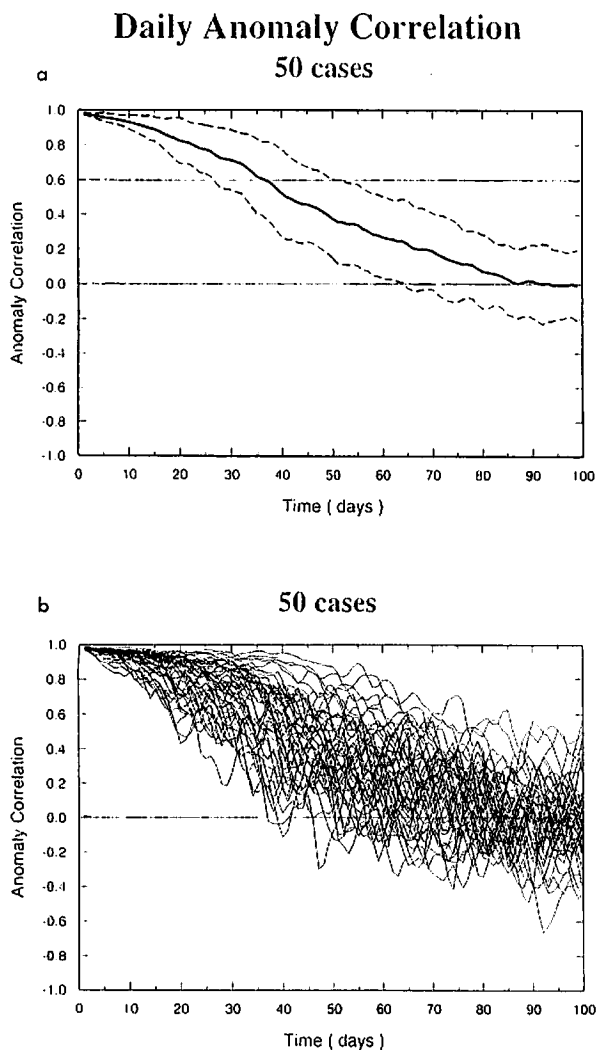 Daily Anomaly Correlation
a
50 cases
1.0
0.8
0.6
0.4
0.2
0.0
-0.2
-0.4
-0.6
-0.8
-1.0
Anomaly Correlation
0 10 20 30 40 50 60 70 80 90 100
Time ( days )
b
50 cases
1.0
0.8
0.6
0.4
0.2
0.0
-0.2
-0.4
-0.6
-0.8
-1.0
Anomaly Correlation
0 10 20 30 40 50 60 70 80 90 100
Time ( days )